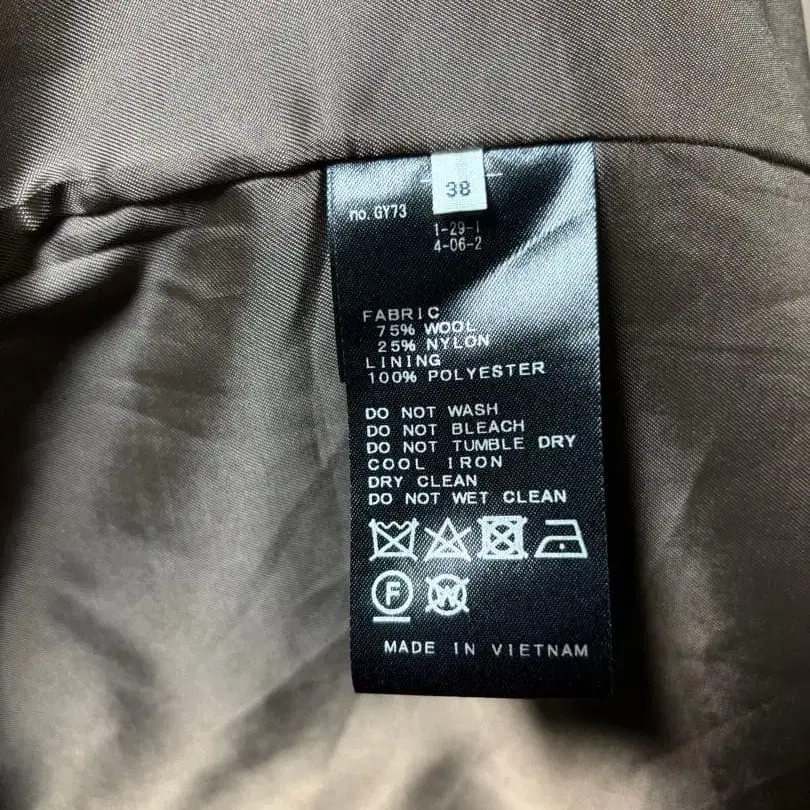 38
no. GY73
1-29-1
4-06-2
FABRIC
75% WOOL
25% NYLON
LINING
100% POLYESTER
DO NOT WASH
DO NOT BLEACH
DO NOT TUMBLE DRY
COOL IRON
DRY CLEAN
DO NOT WET CLEAN
F W
MADE IN VIETNAM